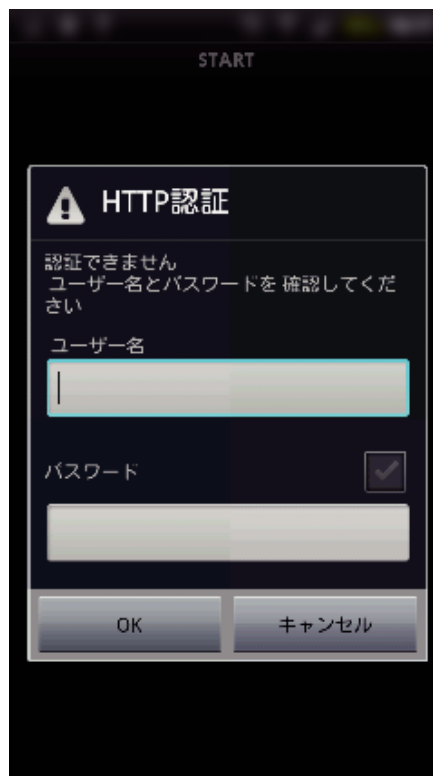 START
HTTP認証
認証できません
ユーザー名とパスワードを 確認してくだ
さい
ユーザー名
パスワード
OK
キャンセル